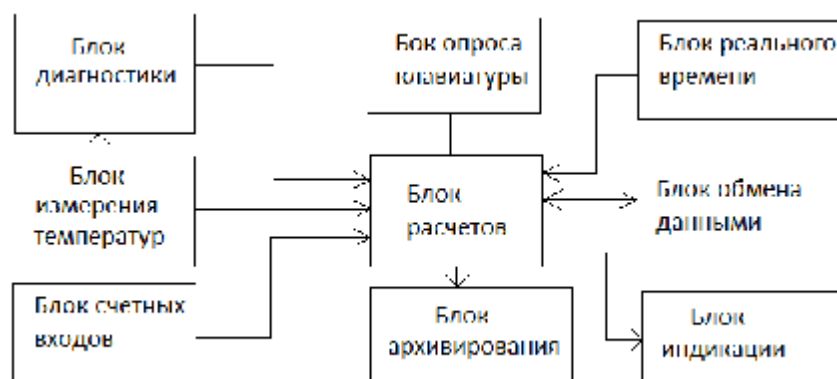 Блок
диагностики
Бок опроса
клавиатуры
Блок реального
времени
Блок
измерения
температур
Блок
расчетов
Блок обмена
данными
Блок счетных
входов
Блок
архивирования
Блок
индикации